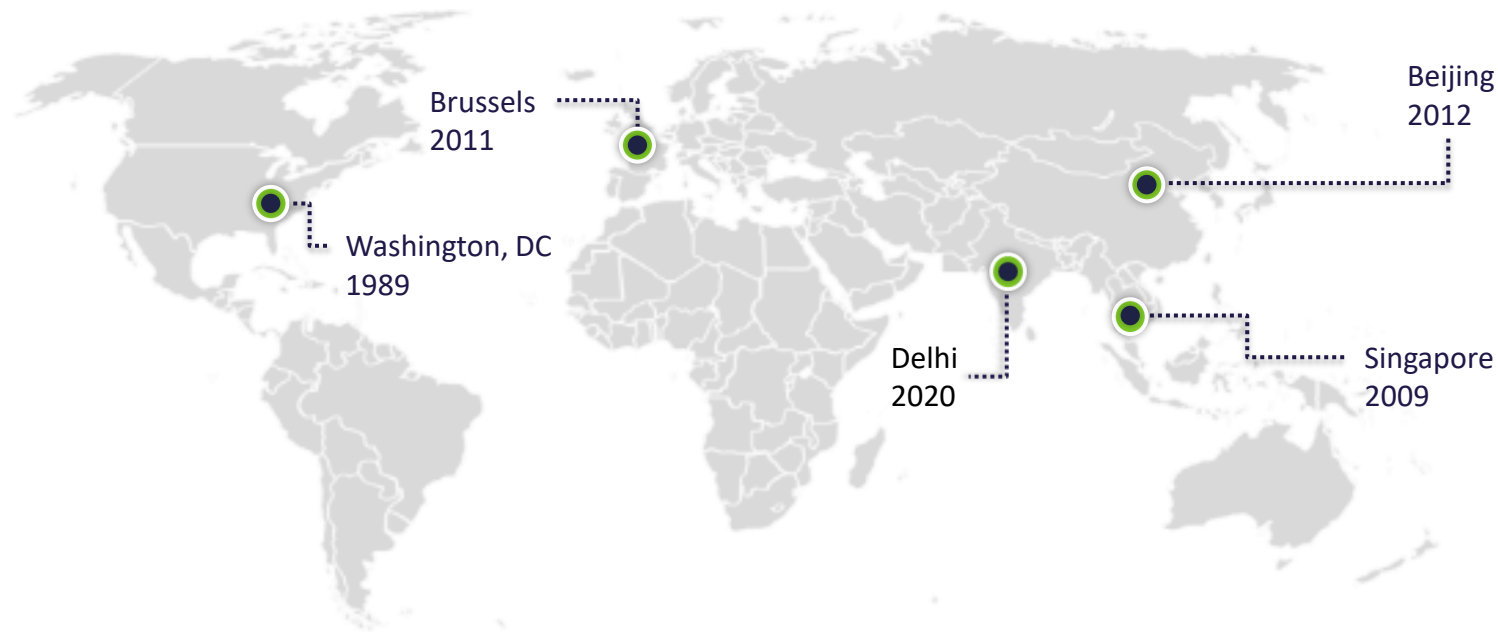 Brussels
2011
Beijing
2012
Washington, DC
1989
Delhi
2020
Singapore
2009